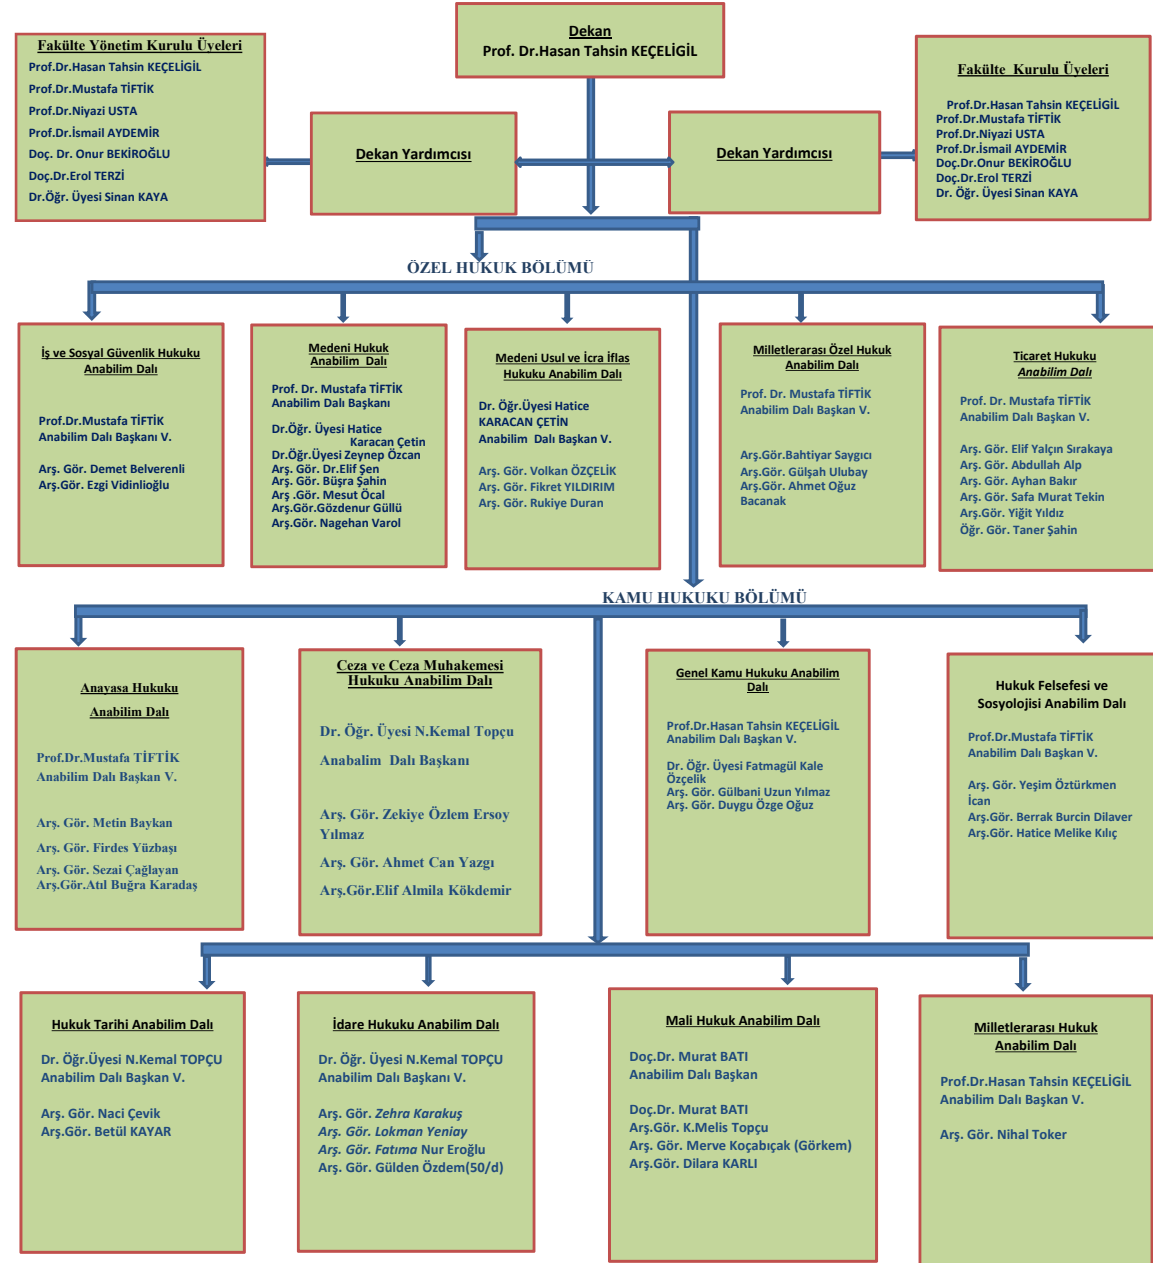 Dekan
Prof. Dr.Hasan Tahsin KEÇELİGİL
Fakülte Yönetim Kurulu Üyeleri
Prof.Dr.Hasan Tahsin KEÇELİGİL
Prof.Dr.Mustafa TİFTİK
Prof.Dr.Niyazi USTA
Prof.Dr.İsmail AYDEMİR
Doç. Dr. Onur BEKİROĞLU
Doç.Dr.Erol TERZİ
Dr.Öğr. Üyesi Sinan KAYA
Dekan Yardımcısı
Dekan Yardımcısı
Fakülte  Kurulu Üyeleri
Prof.Dr.Hasan Tahsin KEÇELİGİL
Prof.Dr.Mustafa TİFTİK
Prof.Dr.Niyazi USTA
Prof.Dr.İsmail AYDEMİR
Doç.Dr.Onur BEKİROĞLU
Doç.Dr.Erol TERZİ
Dr. Öğr. Üyesi Sinan KAYA
ÖZEL HUKUK BÖLÜMÜ
İş ve Sosyal Güvenlik Hukuku
Anabilim Dalı
Prof.Dr.Mustafa TİFTİK
Anabilim Dalı Başkanı V.
Arş. Gör. Demet Belverenli
Arş.Gör. Ezgi Vidinlioğlu
Medeni Hukuk
Anabilim  Dalı
Prof. Dr. Mustafa TİFTİK
Anabilim Dalı Başkanı
Dr.Öğr. Üyesi Hatice
Karacan Çetin
Dr.Öğr.Üyesi Zeynep Özcan
Arş. Gör. Dr.Elif Şen
Arş. Gör. Büşra Şahin
Arş .Gör. Mesut Öcal
Arş.Gör.Gözdenur Güllü
Arş.Gör. Nagehan Varol
Medeni Usul ve İcra İflas
Hukuku Anabilim Dalı
Dr. Öğr.Üyesi Hatice
KARACAN ÇETİN
Anabilim  Dalı Başkan V.
Arş. Gör. Volkan ÖZÇELİK
Arş. Gör. Fikret YILDIRIM
Arş. Gör. Rukiye Duran
Milletlerarası Özel Hukuk
Anabilim Dalı
Prof. Dr. Mustafa TİFTİK
Anabilim Dalı Başkan V.
Arş.Gör.Bahtiyar Saygıcı
Arş.Gör. Gülşah Ulubay
Arş.Gör. Ahmet Oğuz
Bacanak
Ticaret Hukuku
Anabilim Dalı
Prof. Dr. Mustafa TİFTİK
Anabilim Dalı Başkan V.
Arş. Gör. Elif Yalçın Sırakaya
Arş. Gör. Abdullah Alp
Arş. Gör. Ayhan Bakır
Arş. Gör. Safa Murat Tekin
Arş.Gör. Yiğit Yıldız
Öğr. Gör. Taner Şahin
KAMU HUKUKU BÖLÜMÜ
Anayasa Hukuku
Anabilim Dalı
Prof.Dr.Mustafa TİFTİK
Anabilim Dalı Başkan V.
Arş. Gör. Metin Baykan
Arş. Gör. Firdes Yüzbaşı
Arş. Gör. Sezai Çağlayan
Arş.Gör.Atıl Buğra Karadaş
Ceza ve Ceza Muhakemesi
Hukuku Anabilim Dalı
Dr. Öğr. Üyesi N.Kemal Topçu
Anabalim  Dalı Başkanı
Arş. Gör. Zekiye Özlem Ersoy
Yılmaz
Arş. Gör. Ahmet Can Yazgı
Arş.Gör.Elif Almila Kökdemir
Genel Kamu Hukuku Anabilim
Dalı
Prof.Dr.Hasan Tahsin KEÇELİGİL
Anabilim Dalı Başkan V.
Dr. Öğr. Üyesi Fatmagül Kale
Özçelik
Arş. Gör. Gülbani Uzun Yılmaz
Arş. Gör. Duygu Özge Oğuz
Hukuk Felsefesi ve
Sosyolojisi Anabilim Dalı
Prof.Dr.Mustafa TİFTİK
Anabilim Dalı Başkan V.
Arş. Gör. Yeşim Öztürkmen
İcan
Arş.Gör. Berrak Burcin Dilaver
Arş.Gör. Hatice Melike Kılıç
Hukuk Tarihi Anabilim Dalı
Dr. Öğr.Üyesi N.Kemal TOPÇU
Anabilim Dalı Başkan V.
Arş. Gör. Naci Çevik
Arş.Gör. Betül KAYAR
İdare Hukuku Anabilim Dalı
Dr. Öğr. Üyesi N.Kemal TOPÇU
Anabilim Dalı Başkanı V.
Arş. Gör. Zehra Karakuş
Arş. Gör. Lokman Yeniay
Arş. Gör. Fatıma Nur Eroğlu
Arş. Gör. Gülden Özdem(50/d)
Mali Hukuk Anabilim Dalı
Doç.Dr. Murat BATI
Anabilim Dalı Başkan
Doç.Dr. Murat BATI
Arş.Gör. K.Melis Topçu
Arş. Gör. Merve Koçabıçak (Görkem)
Arş.Gör. Dilara KARLI
Milletlerarası Hukuk
Anabilim Dalı
Prof.Dr.Hasan Tahsin KEÇELİGİL
Anabilim Dalı Başkan V.
Arş. Gör. Nihal Toker